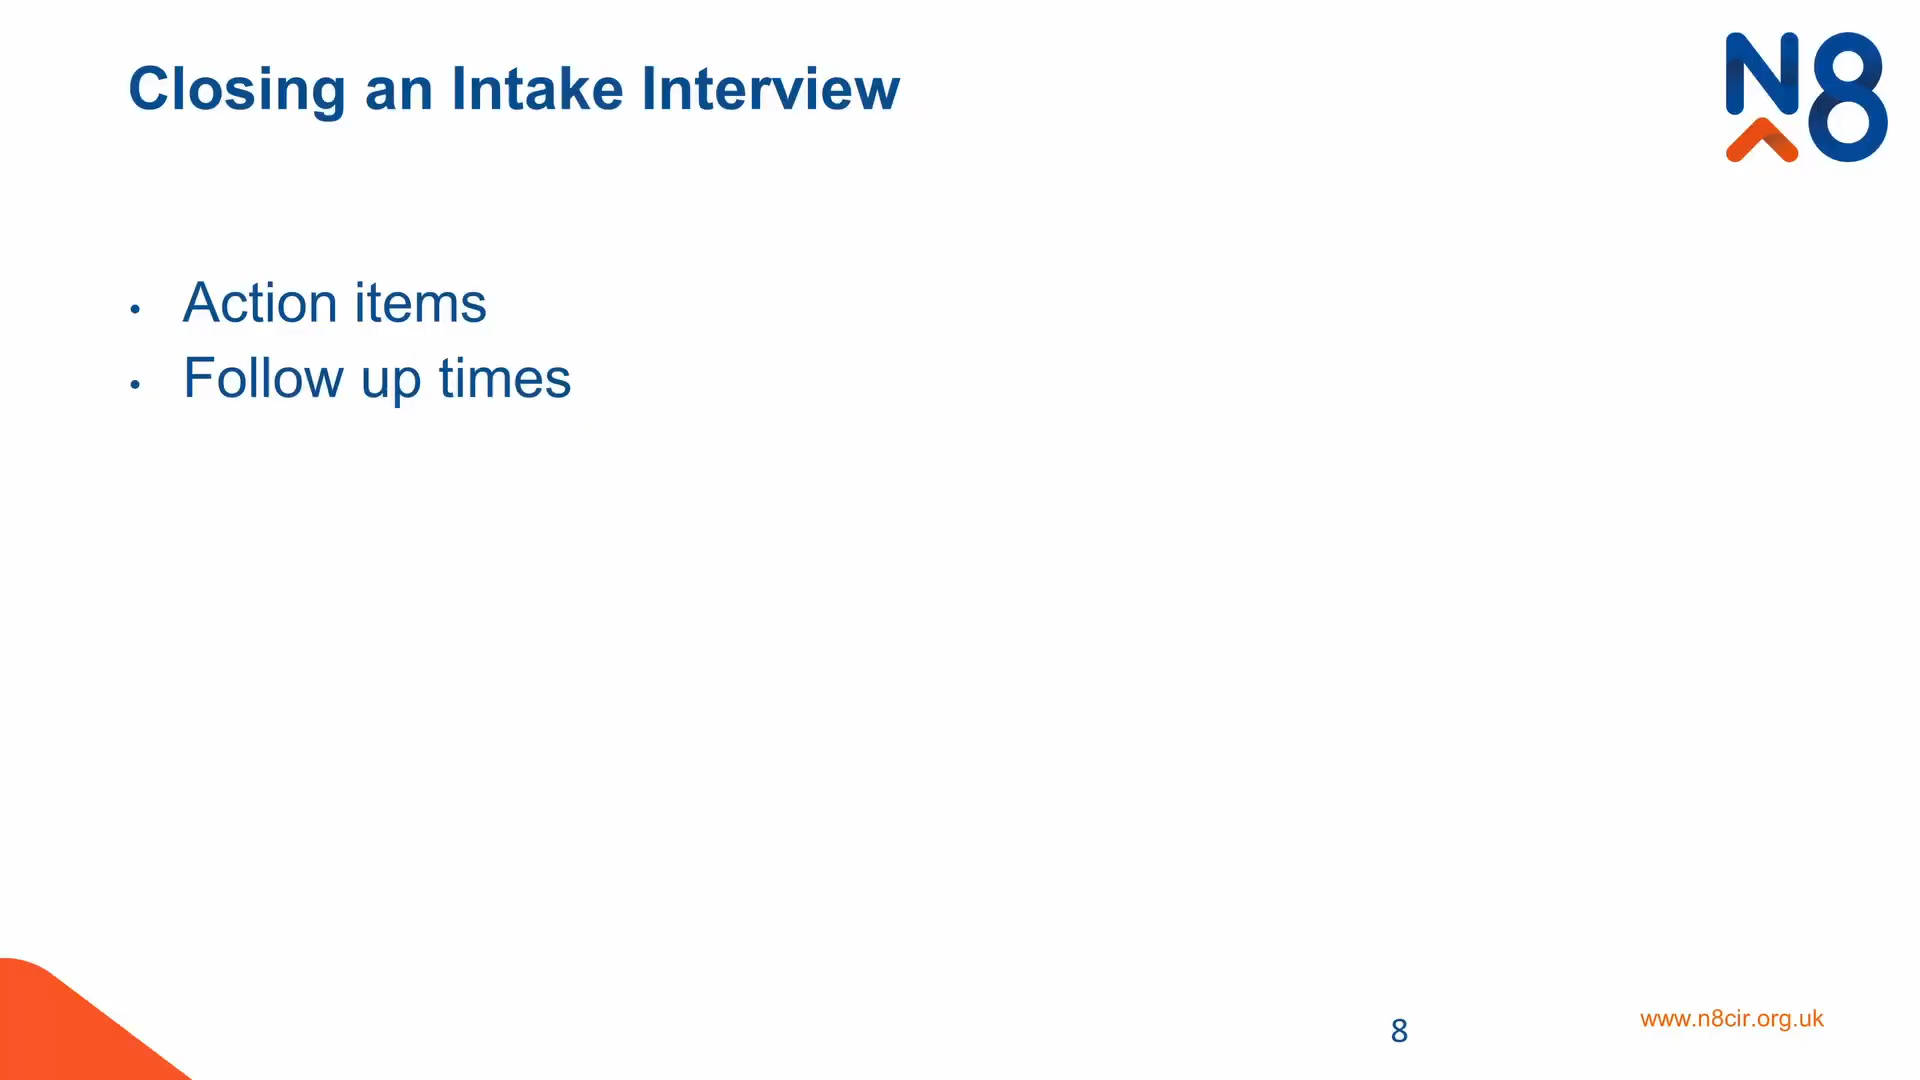 Closing an Intake Interview
N8
• Action items
• Follow up times
8
www.n8cir.org.uk